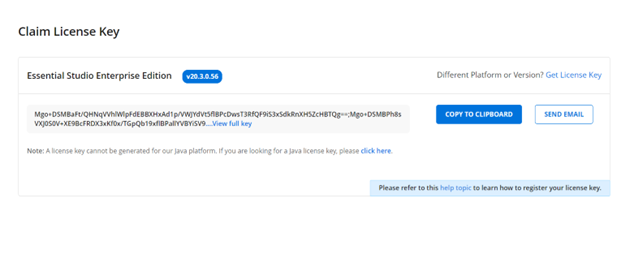 Claim License Key
Essential Studio Enterprise Edition v20.3.0.56 Different Platform or Version? Get License Key
Mgo+DSMBaFt/QHNqVVhlWlpFdEBBXHxAd1p/VWJYdVt5flBPcDwsT3RfQF9iS3xSdkRnXH5ZcHBTQg==;Mgo+DSMBPh8s
VXJ0S0V+XE9BcFRDX3xKf0x/TGpQb19xflBPallYVBYiSV9...View full key
COPY TO CLIPBOARD SEND EMAIL
Note: A license key cannot be generated for our Java platform. If you are looking for a Java license key, please click here.
Please refer to this help topic to learn how to register your license key.